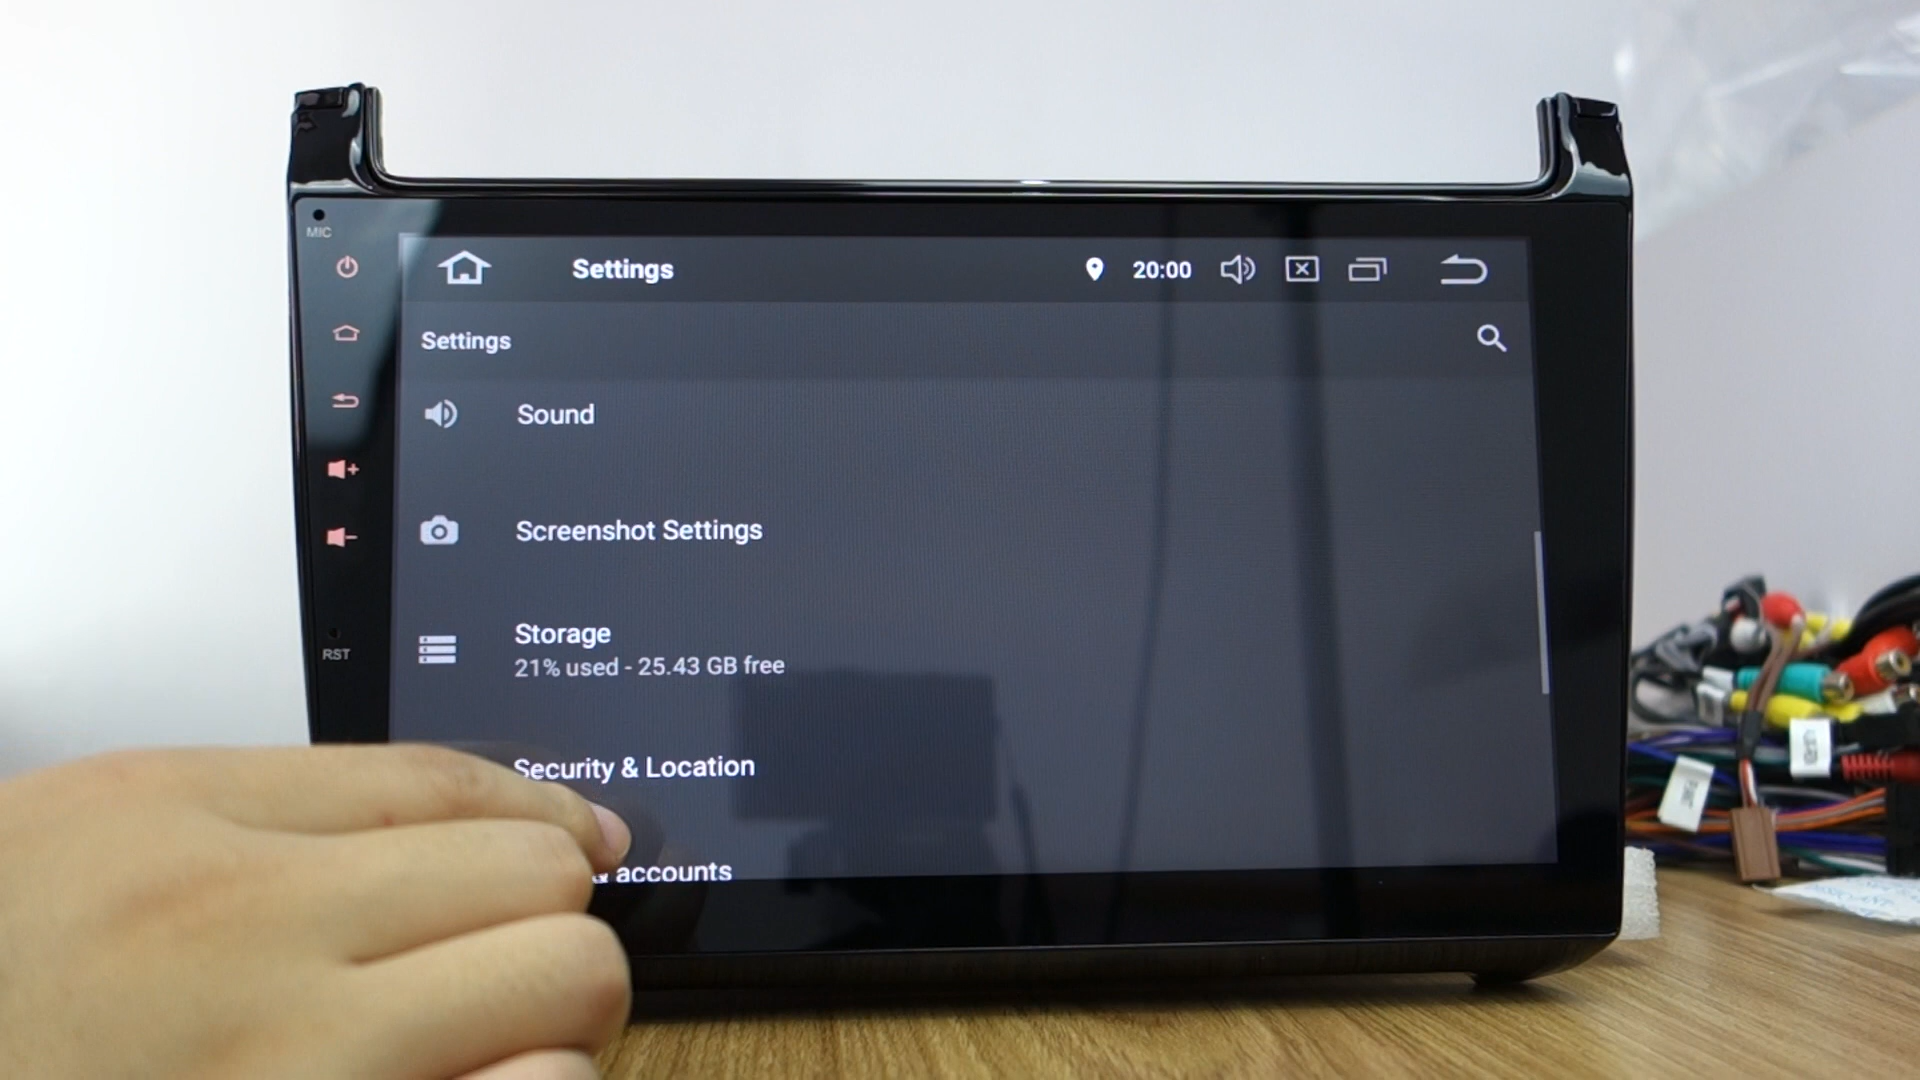 MIC
Settings
20:00
Settings
Sound
Screenshot Settings
Storage
21% used - 25.43 GB free
RST
Security & Location
& accounts